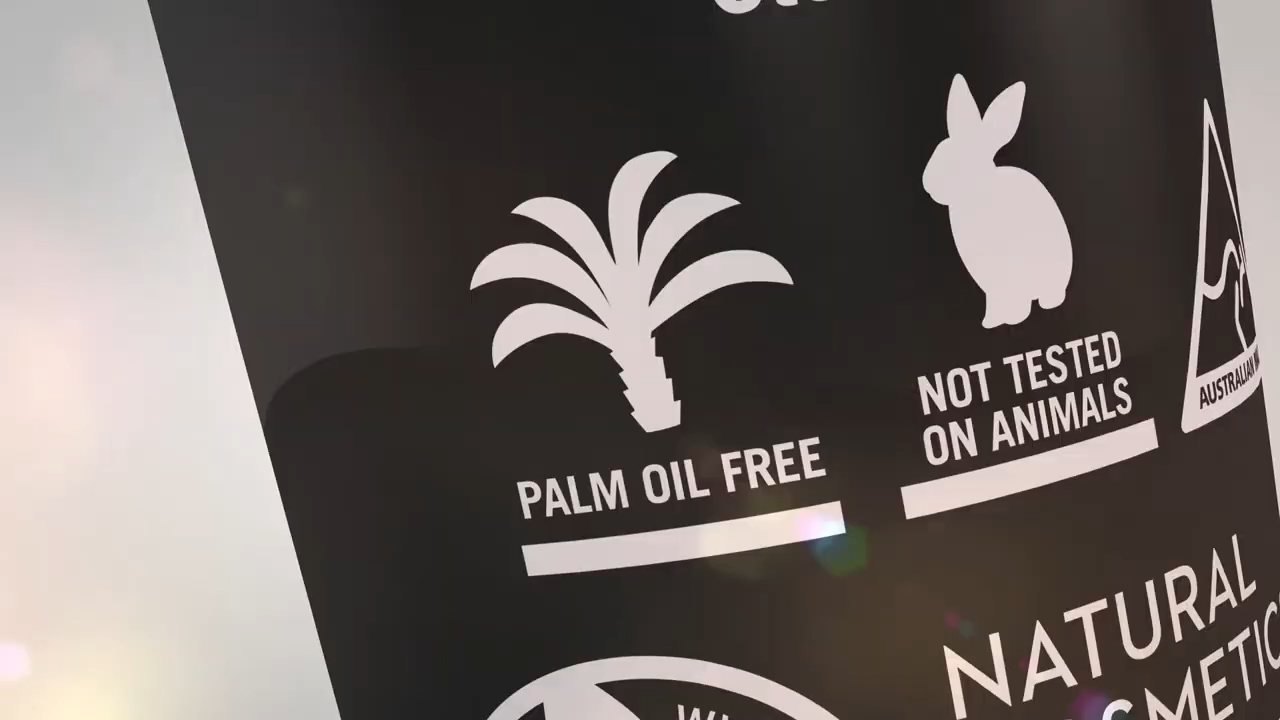 PALM OIL FREE
NOT TESTED
ON ANIMALS
AUSTRALIAN
NATURAL